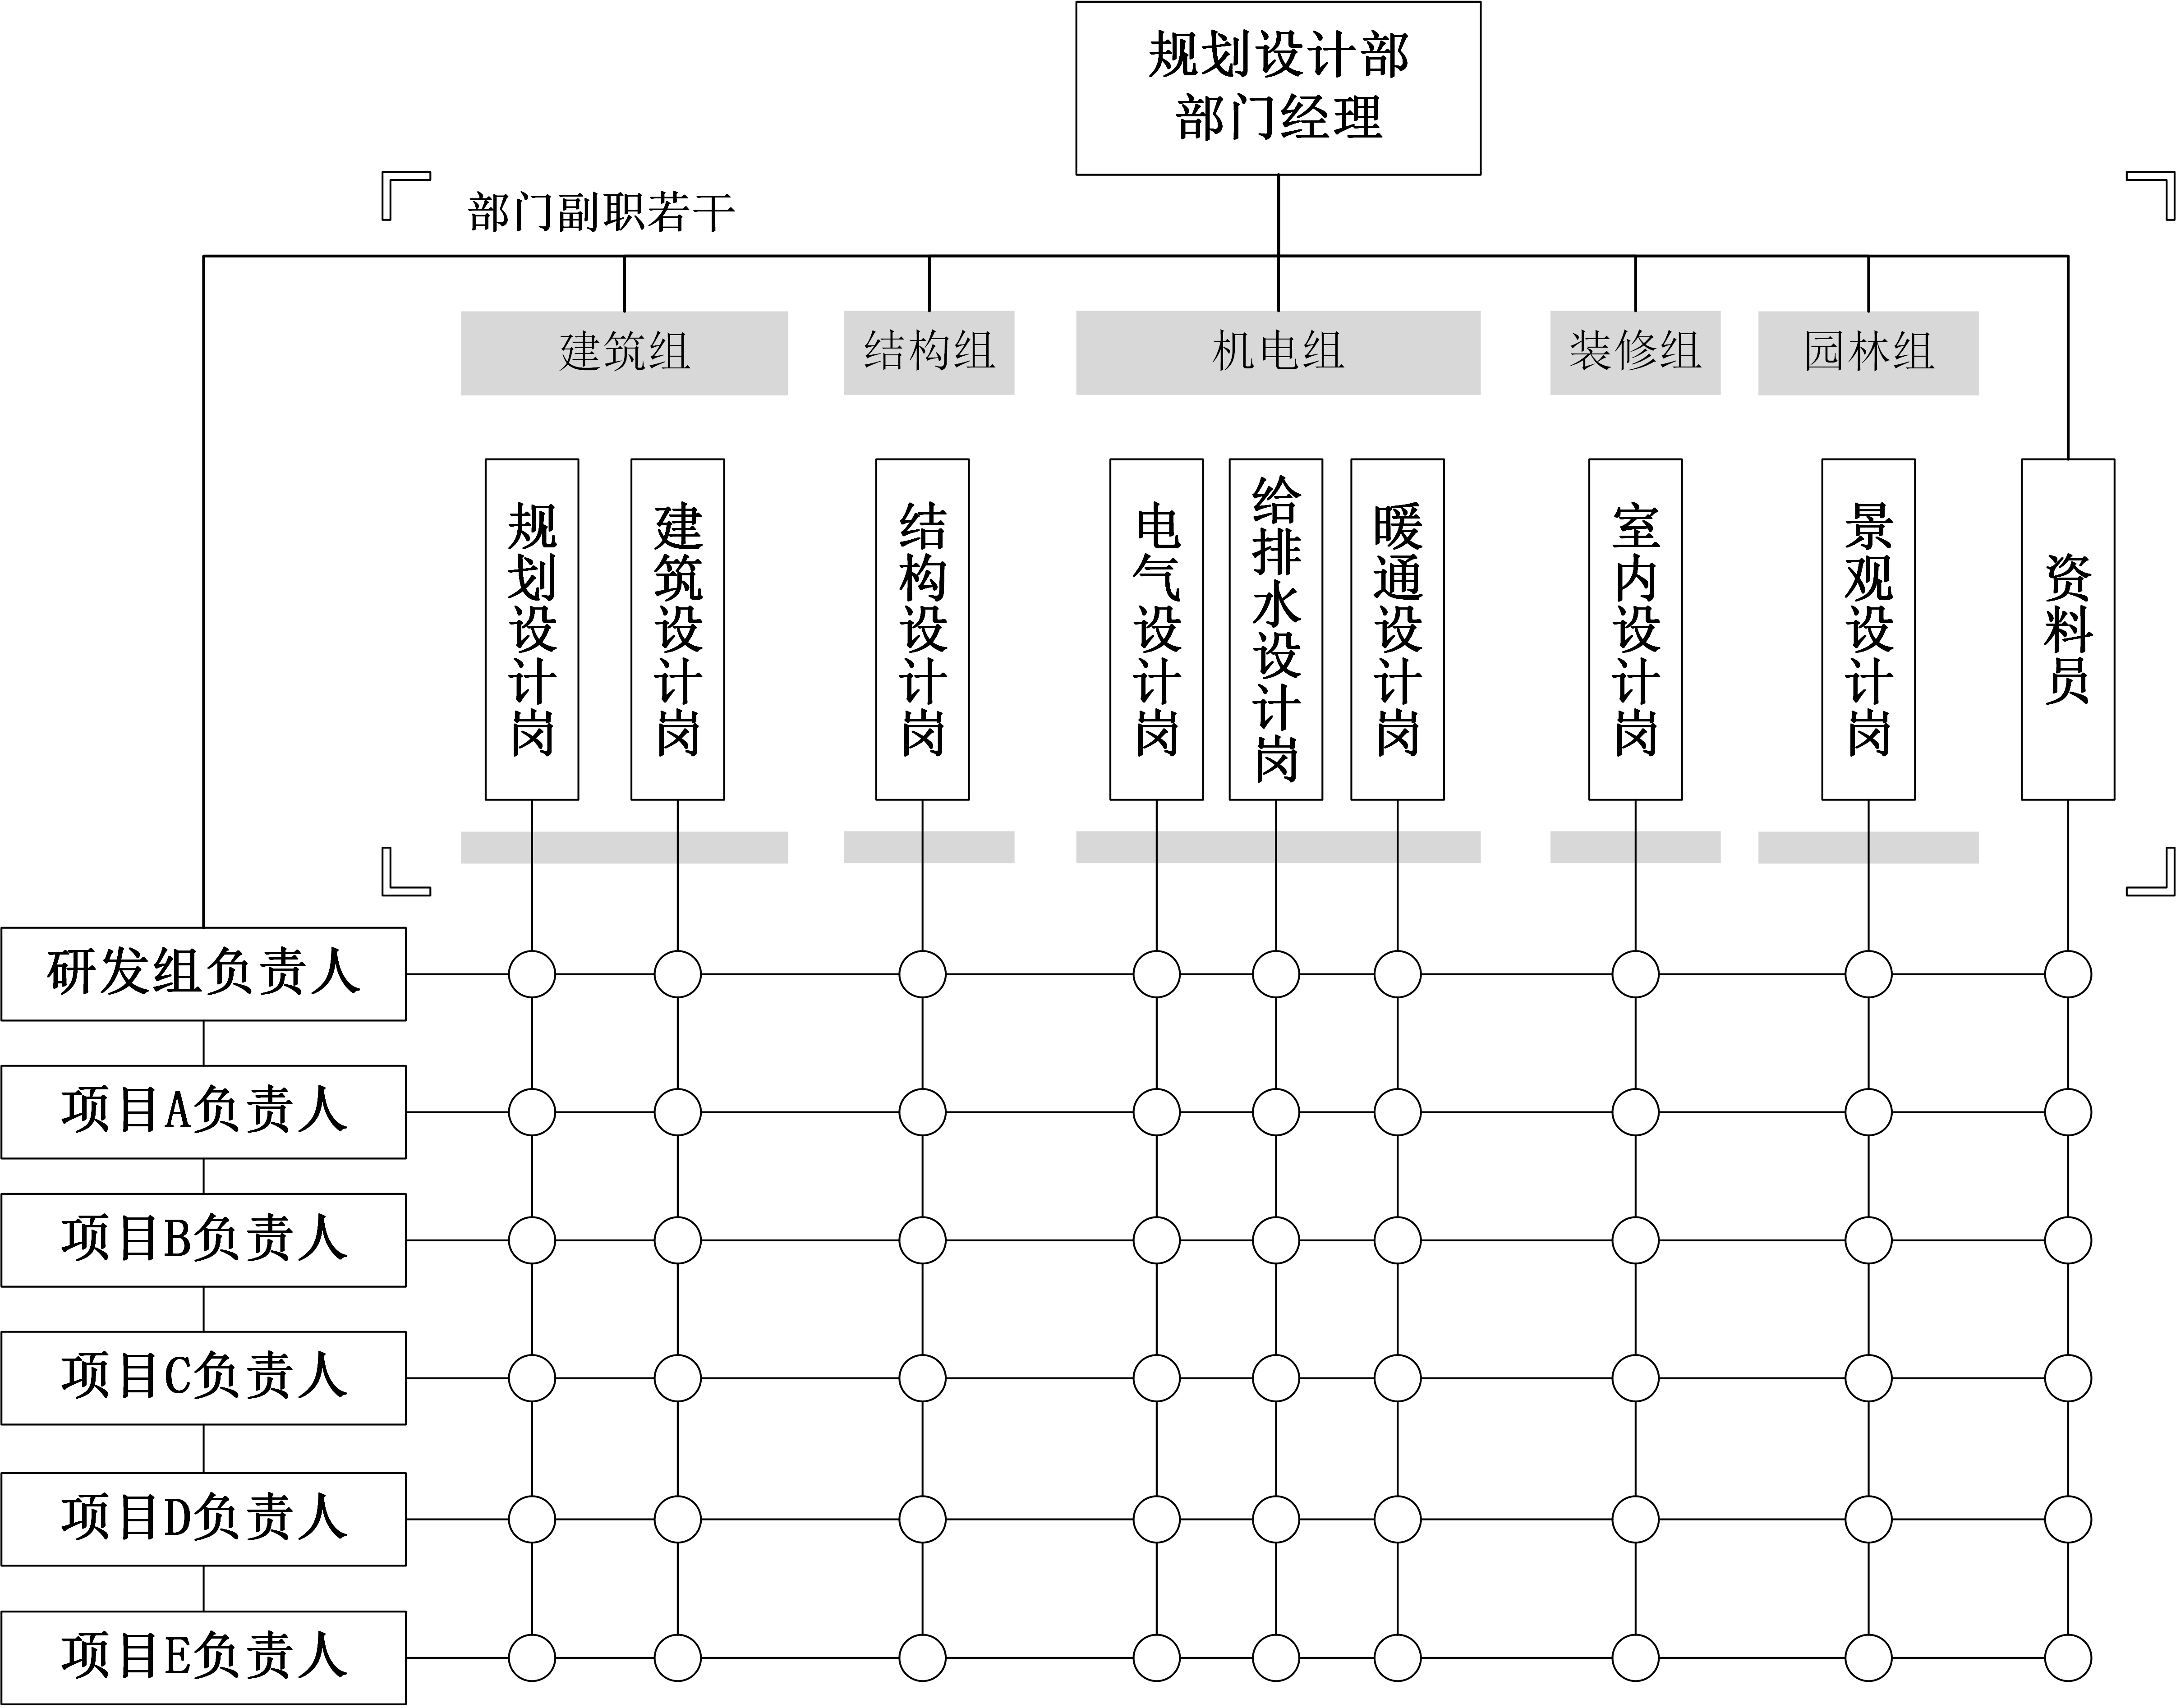 规划设计部
部门经理
部门副职若干
建筑组
结构组
机电组
装修组
园林组
规划设计岗
建筑设计岗
结构设计岗
电气设计岗
给排水设计岗
暖通设计岗
室内设计岗
景观设计岗
资料员
研发组负责人
项目A负责人
项目B负责人
项目C负责人
项目D负责人
项目E负责人